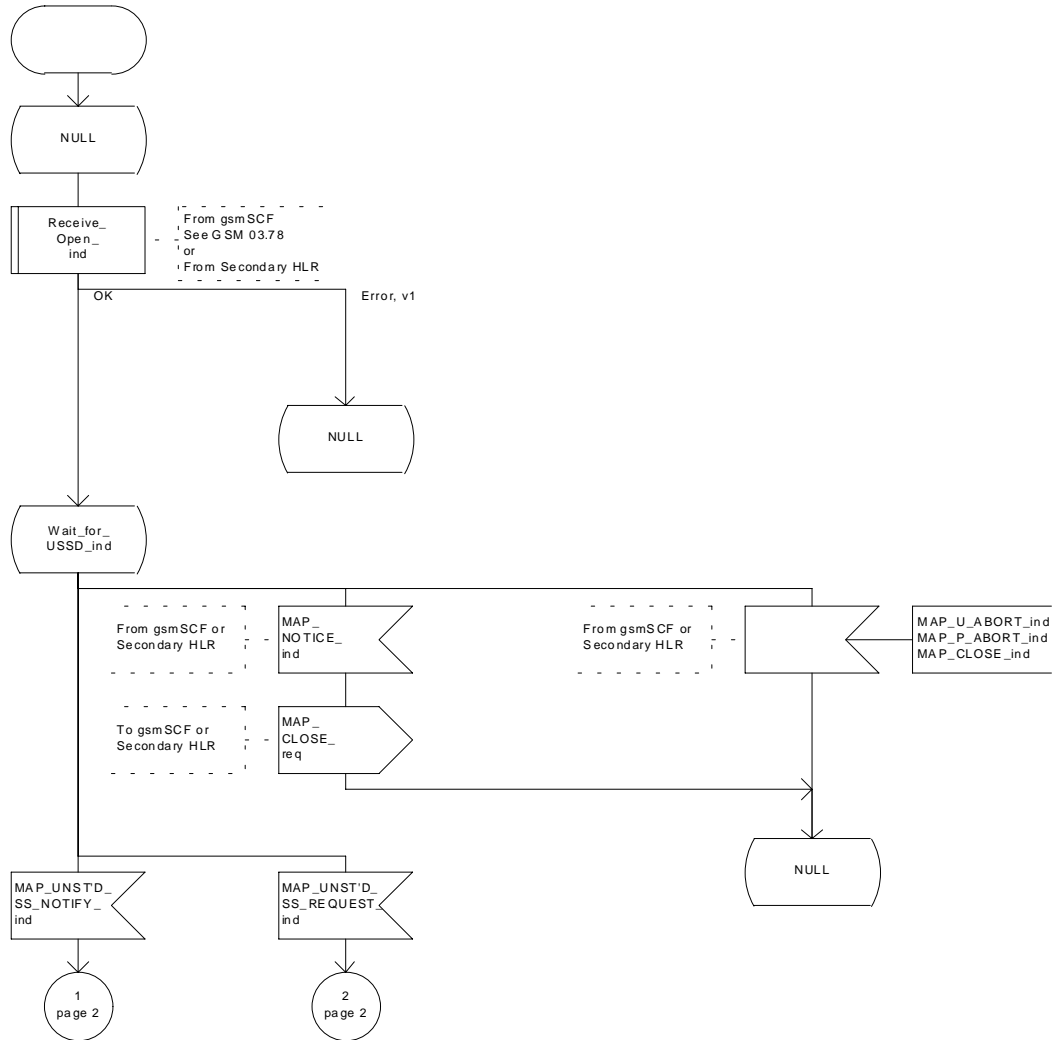 NULL
Receive_
Open_
ind
From gsmSCF
See GSM 03.78
or
From Secondary HLR
OK
Error, v1
NULL
Wait_for_
USSD_ind
From gsmSCF or
Secondary HLR
MAP_
NOTICE_
ind
From gsmSCF or
Secondary HLR
MAP_U_ABORT_ind
MAP_P_ABORT_ind
MAP_CLOSE_ind
To gsmSCF or
Secondary HLR
MAP_
CLOSE_
req
NULL
MAP_UNST'D_
SS_NOTIFY_
ind
MAP_UNST'D_
SS_REQUEST_
ind
1
page 2
2
page 2